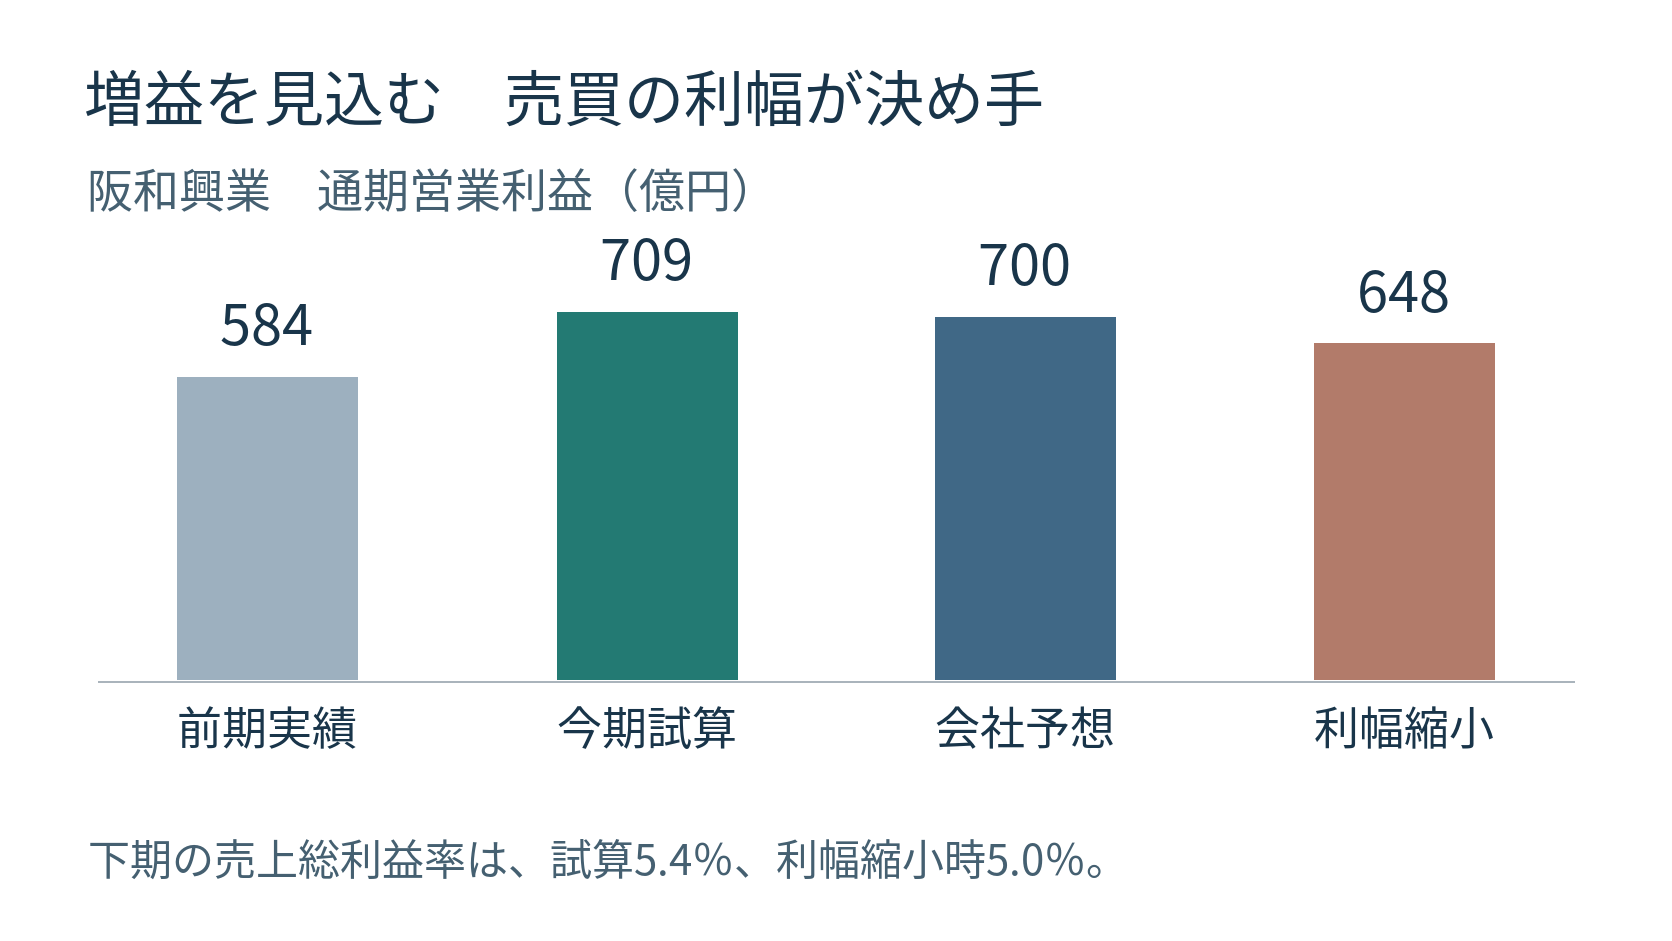 増益を見込む　売買の利幅が決め手
阪和興業　通期営業利益（億円）
584
709
700
648
前期実績
今期試算
会社予想
利幅縮小
下期の売上総利益率は、試算5.4%、利幅縮小時5.0%。